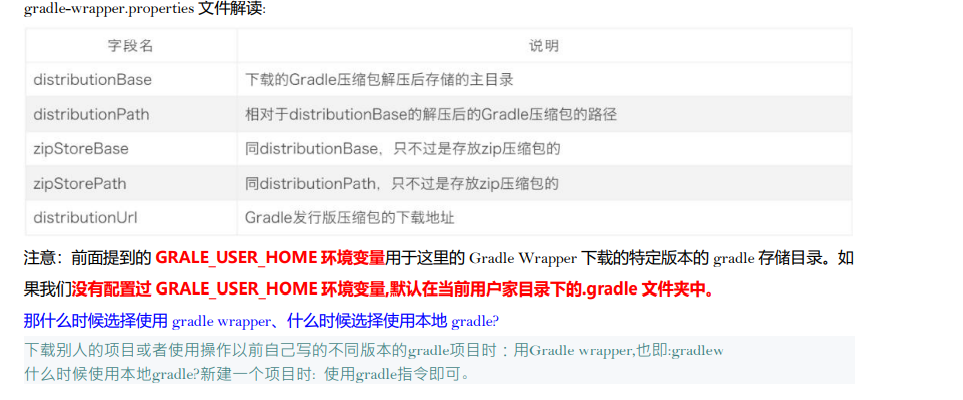 gradle-wrapper.properties 文件解读:
字段名 说明
distributionBase 下载的Gradle压缩包解压后存储的主目录
distributionPath 相对于distributionBase的解压后的Gradle压缩包的路径
zipStoreBase 同distributionBase，只不过是存放zip压缩包的
zipStorePath 同distributionPath，只不过是存放zip压缩包的
distributionUrl Gradle发行版压缩包的下载地址
注意：前面提到的 GRALE_USER_HOME 环境变量用于这里的 Gradle Wrapper 下载的特定版本的 gradle 存储目录。如
果我们没有配置过 GRALE_USER_HOME 环境变量,默认在当前用户家目录下的.gradle 文件夹中。
那什么时候选择使用 gradle wrapper、什么时候选择使用本地 gradle?
下载别人的项目或者使用操作以前自己写的不同版本的gradle项目时：用Gradle wrapper,也即:gradlew
什么时候使用本地gradle?新建一个项目时: 使用gradle指令即可。